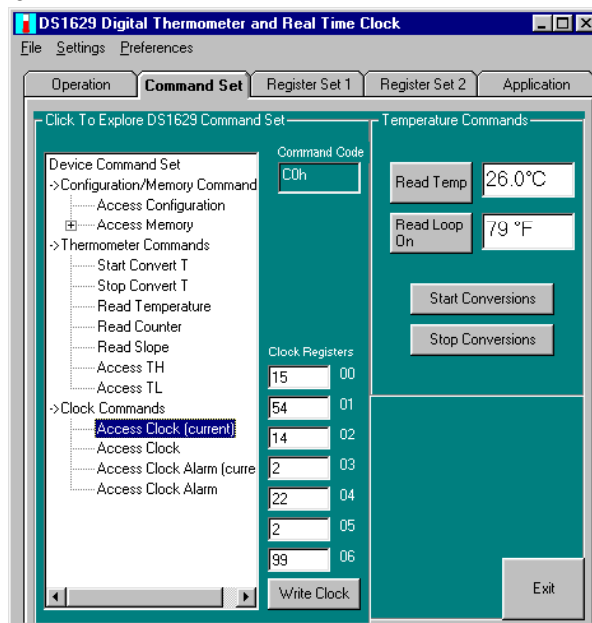 DS1629 Digital Thermometer and Real Time Clock
File Settings Preferences
Operation Command Set Register Set 1 Register Set 2 Application
Click To Explore DS1629 Command Set
Temperature Commands
Device Command Set
->Configuration/Memory Command
Access Configuration
Access Memory
->Thermometer Commands
Start Convert T
Stop Convert T
Read Temperature
Read Counter
Read Slope
Access TH
Access TL
->Clock Commands
Access Clock (current)
Access Clock
Access Clock Alarm (curre
Access Clock Alarm
Command Code
C0h
Clock Registers
15 00
54 01
14 02
2 03
22 04
2 05
99 06
Write Clock
Read Temp 26.0°C
Read Loop
On
79 °F
Start Conversions
Stop Conversions
Exit